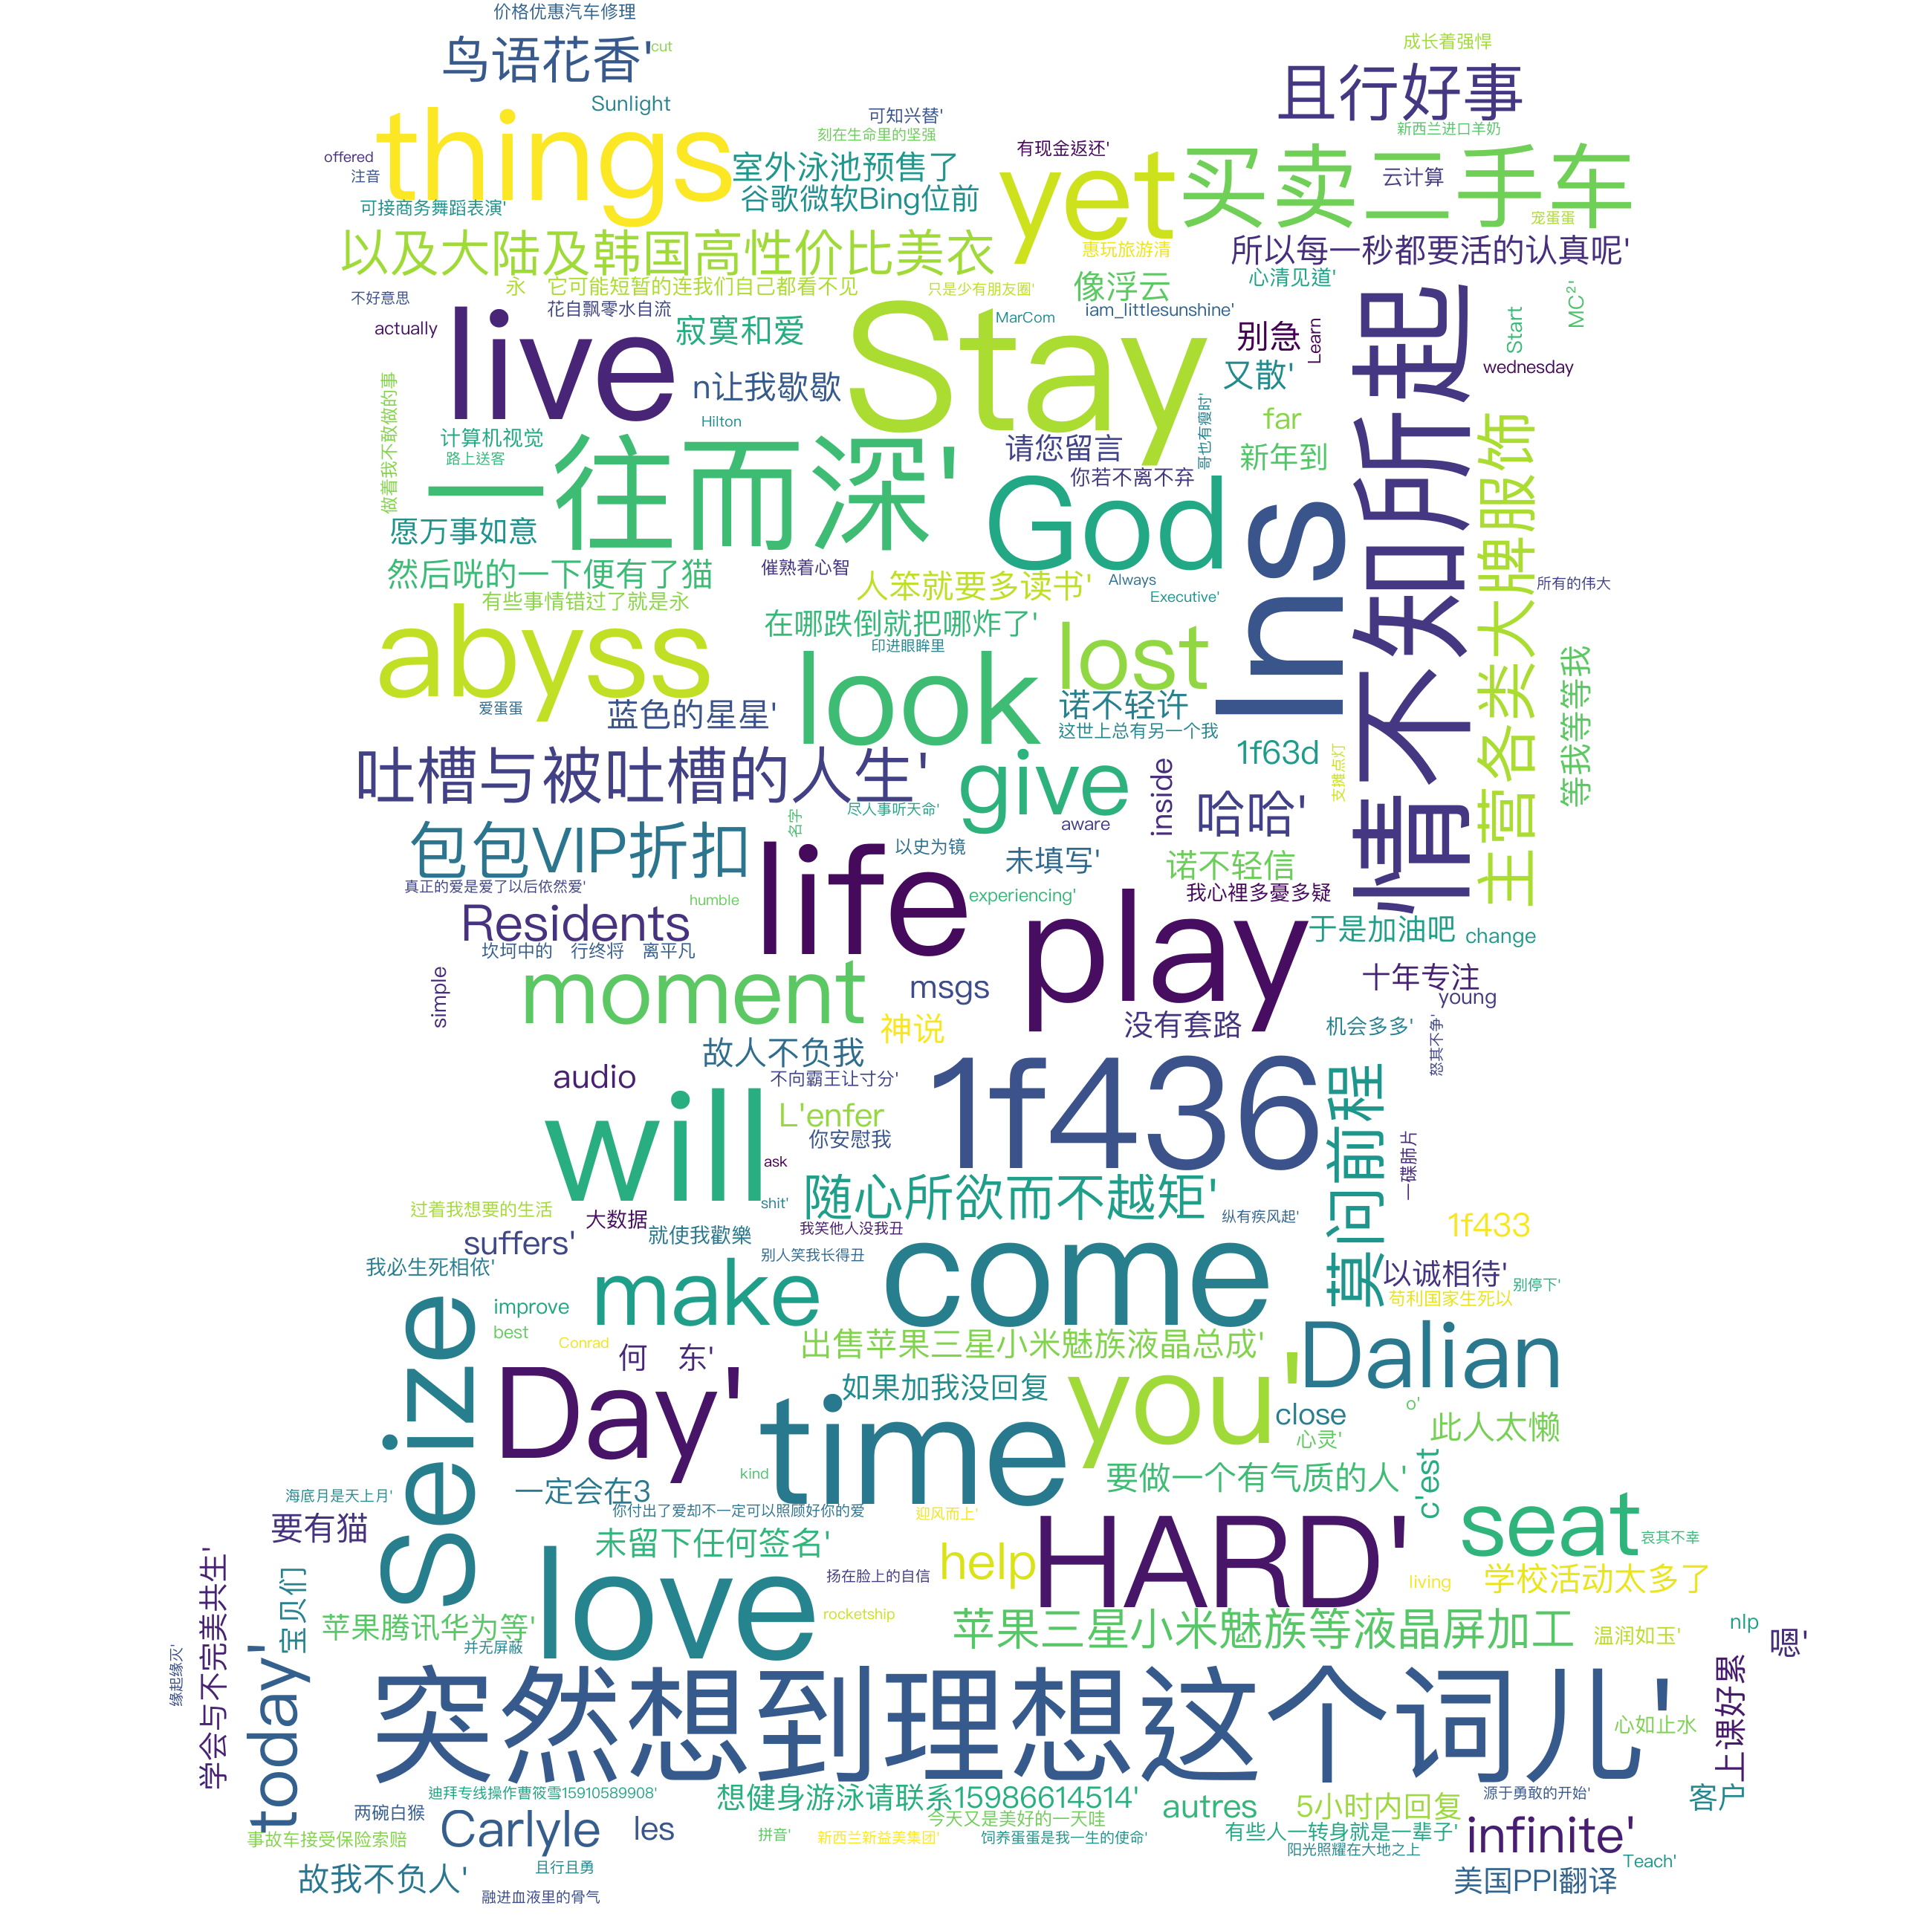 价格优惠汽车修理
鸟语花香'
cut
成长着强悍
Sunlight
且行好事
可知兴替'
刻在生命里的坚强
新西兰进口羊奶
offered
things
注音
室外泳池预售了
有现金返还'
yet
买卖二手车
云计算
谷歌微软Bing位前
可接商务舞蹈表演'
宠蛋蛋
以及大陆及韩国高性价比美衣
惠玩旅游清
所以每一秒都要活的认真呢'
永 它可能短暂的连我们自己都看不见
只是少有朋友圈'
像浮云
心清见道'
不好意思
花自飘零水自流
actually
live
寂寞和爱
Stay
MarCom
iam_littlesunshine'
别急
Learn
情不知所起
Start
MC²'
wednesday
n让我歇歇
又散'
做着我不敢做的事
Hilton
计算机视觉
路上送客
一往而深'
请您留言
哥也有瘦时'
far
新年到
主营各类大牌服饰
你若不离不弃
God
Ins
愿万事如意
然后咣的一下便有了猫
催熟着心智
人笨就要多读书'
Always
Executive'
所有的伟大
有些事情错过了就是永
abyss
在哪跌倒就把哪炸了'
印进眼眸里
look
lost
爱蛋蛋
蓝色的星星'
诺不轻许
这世上总有另一个我
等我等等我
吐槽与被吐槽的人生'
give
1f63d
支摊点灯
inside
哈哈'
名字
尽人事听天命'
aware
包包VIP折扣
life
以史为镜
未填写'
诺不轻信
真正的爱是爱了以后依然爱'
humble
experiencing'
我心裡多憂多疑
Residents
play
于是加油吧
change
坎坷中的 行终将 离平凡
simple
moment
msgs
十年专注
young
神说
没有套路
机会多多'
怒其不争'
故人不负我
audio
不向霸王让寸分'
1f436
莫问前程
will
L'enfer
你安慰我
一碟肺片
ask
shit'
随心所欲而不越矩'
过着我想要的生活
大数据
我笑他人没我丑
纵有疾风起'
1f433
suffers'
就使我歡樂
别人笑我长得丑
我必生死相依'
come
以诚相待'
别停下'
苟利国家生死以
Seize
improve
make
best
Conrad
何 东'
出售苹果三星小米魅族液晶总成'
Dalian
Day'
如果加我没回复
you'
time
close
心灵'
o'
此人太懒
kind
要做一个有气质的人'
c'est
海底月是天上月'
一定会在3
你付出了爱却不一定可以照顾好你的爱
迎风而上'
seat
要有猫
未留下任何签名'
HARD'
哀其不幸
学会与不完美共生'
宝贝们
love
help
扬在脸上的自信
living
学校活动太多了
rocketship
苹果腾讯华为等'
苹果三星小米魅族等液晶屏加工
温润如玉'
nlp
嗯'
并无屏蔽
缘起缘灭'
today'
突然想到理想这个词儿'
心如止水
上课好累
迪拜专线操作曹筱雪15910589908'
想健身游泳请联系15986614514'
源于勇敢的开始'
客户
两碗白猴
Carlyle
les
今天又是美好的一天哇
autres
5小时内回复
事故车接受保险索赔
拼音'
新西兰新益美集团'
饲养蛋蛋是我一生的使命'
有些人一转身就是一辈子'
infinite'
阳光照耀在大地之上
Teach'
故我不负人'
且行且勇
美国PPI翻译
融进血液里的骨气